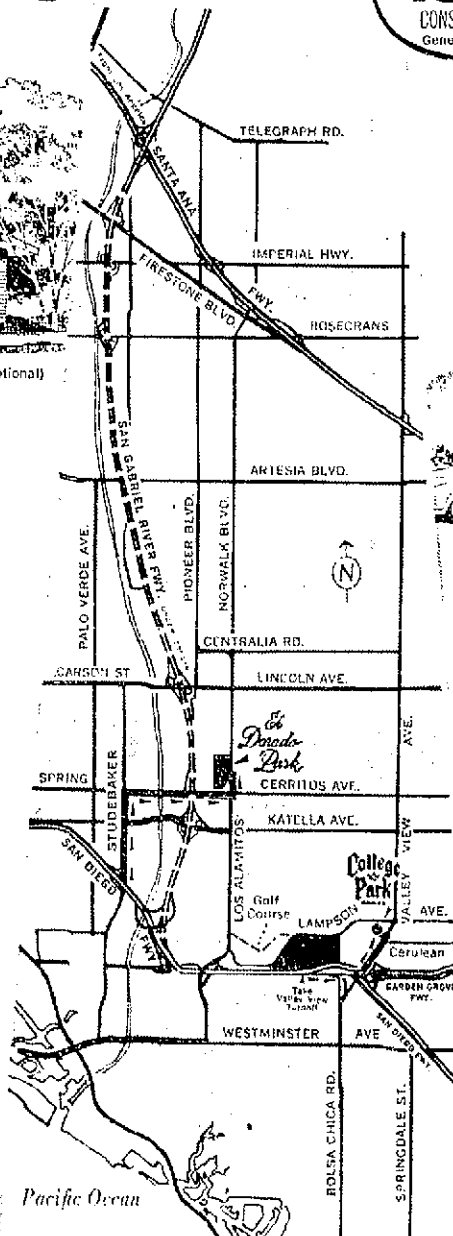 CONS
Gene
TELEGRAPH RD.
SANTA ANA
FWY.
IMPERIAL HWY.
FIRESTONE BLVD.
ROSECRANS
etional)
SAN GABRIEL RIVER FWY.
ARTESIA BLVD.
PALO VERDE AVE.
PIONEER BLVD.
NORWALK BLVD.
N
CENTRALIA RD.
CARSON ST
LINCOLN AVE.
El
Dorado
Park
SPRING
CERRITOS AVE.
STUDEBAKER
KATELLA AVE.
VALLEY VIEW AVE.
SAN DIEGO
FWY.
LOS ALAMITOS
College
Park
Golf
Course
LAMPSON
AVE.
Cerulean
Take
Valley View
Turnoff
GARDEN GROVE
FWY.
SAN DIEGO FWY.
WESTMINSTER AVE
BOLSA CHICA RD.
SPRINGDALE ST.
Pacific Ocean